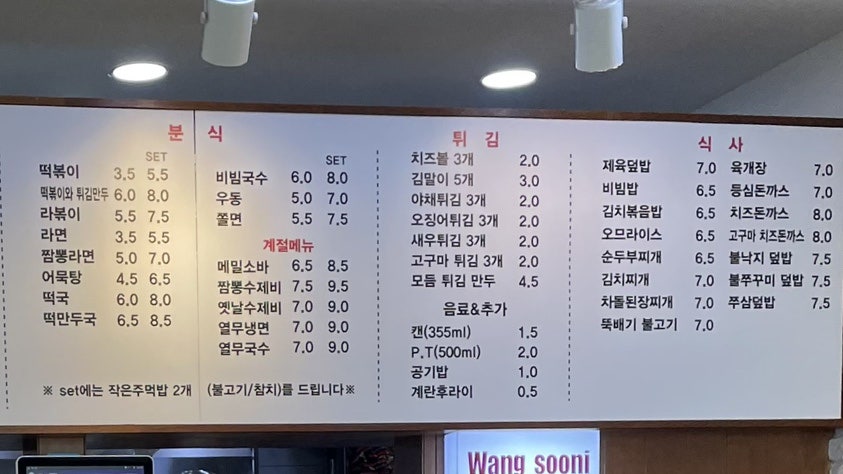 분 식
SET
떡볶이 3.5 5.5
떡볶이와 튀김만두 6.0 8.0
라볶이 5.5 7.5
라면 3.5 5.5
짬뽕라면 5.0 7.0
어묵탕 4.5 6.5
떡국 6.0 8.0
떡만두국 6.5 8.5
SET
비빔국수 6.0 8.0
우동 5.0 7.0
쫄면 5.5 7.5
계절메뉴
메밀소바 6.5 8.5
짬뽕수제비 7.5 9.5
옛날수제비 7.0 9.0
열무냉면 7.0 9.0
열무국수 7.0 9.0
※ set에는 작은주먹밥 2개 (불고기/참치)를 드립니다※
튀 김
치즈볼 3개 2.0
김말이 5개 3.0
야채튀김 3개 2.0
오징어튀김 3개 2.0
새우튀김 3개 2.0
고구마 튀김 3개 2.0
모듬 튀김 만두 4.5
음료&추가
캔(355ml) 1.5
P.T(500ml) 2.0
공기밥 1.0
계란후라이 0.5
식 사
제육덮밥 7.0
비빔밥 6.5
김치볶음밥 6.5
오므라이스 6.5
순두부찌개 6.5
김치찌개 7.0
차돌된장찌개 7.0
뚝배기 불고기 7.0
육개장 7.0
등심돈까스 7.0
치즈돈까스 8.0
고구마 치즈돈까스 8.0
불낙지 덮밥 7.5
불쭈꾸미 덮밥 7.5
쭈삼덮밥 7.5
Wang sooni